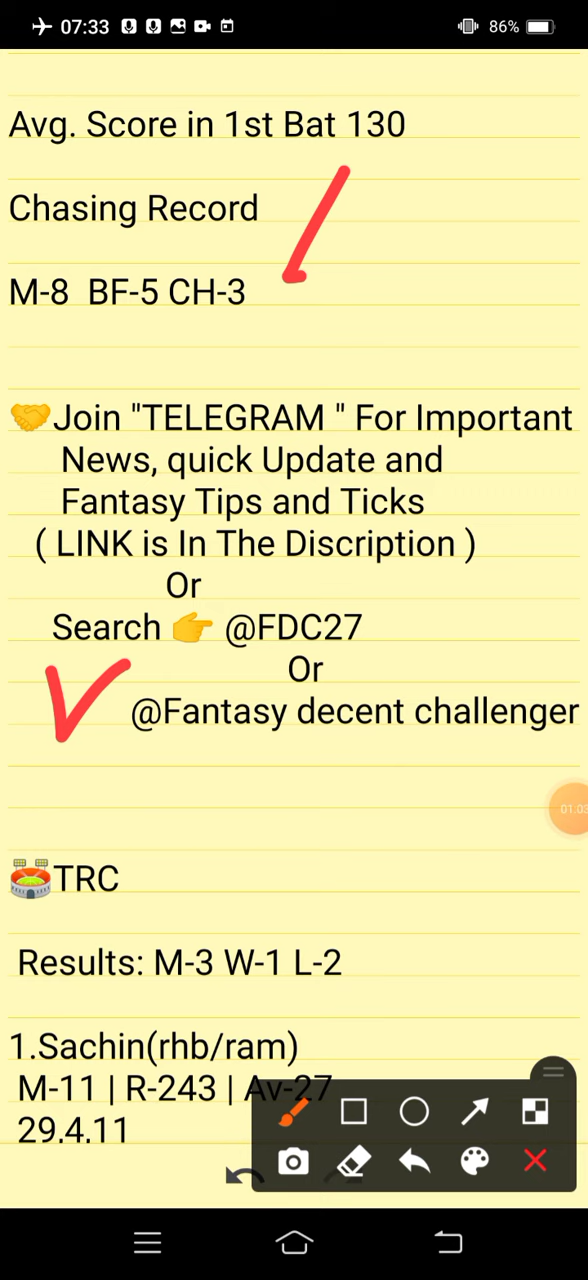 07:33
86%
Avg. Score in 1st Bat 130
Chasing Record
M-8 BF-5 CH-3
🤝Join "TELEGRAM " For Important
News, quick Update and
Fantasy Tips and Ticks
( LINK is In The Discription )
Or
Search 👉 @FDC27
Or
@Fantasy decent challenger
01:03
🏟️TRC
Results: M-3 W-1 L-2
1.Sachin(rhb/ram)
M-11 | R-243 | Av-27
29.4.11